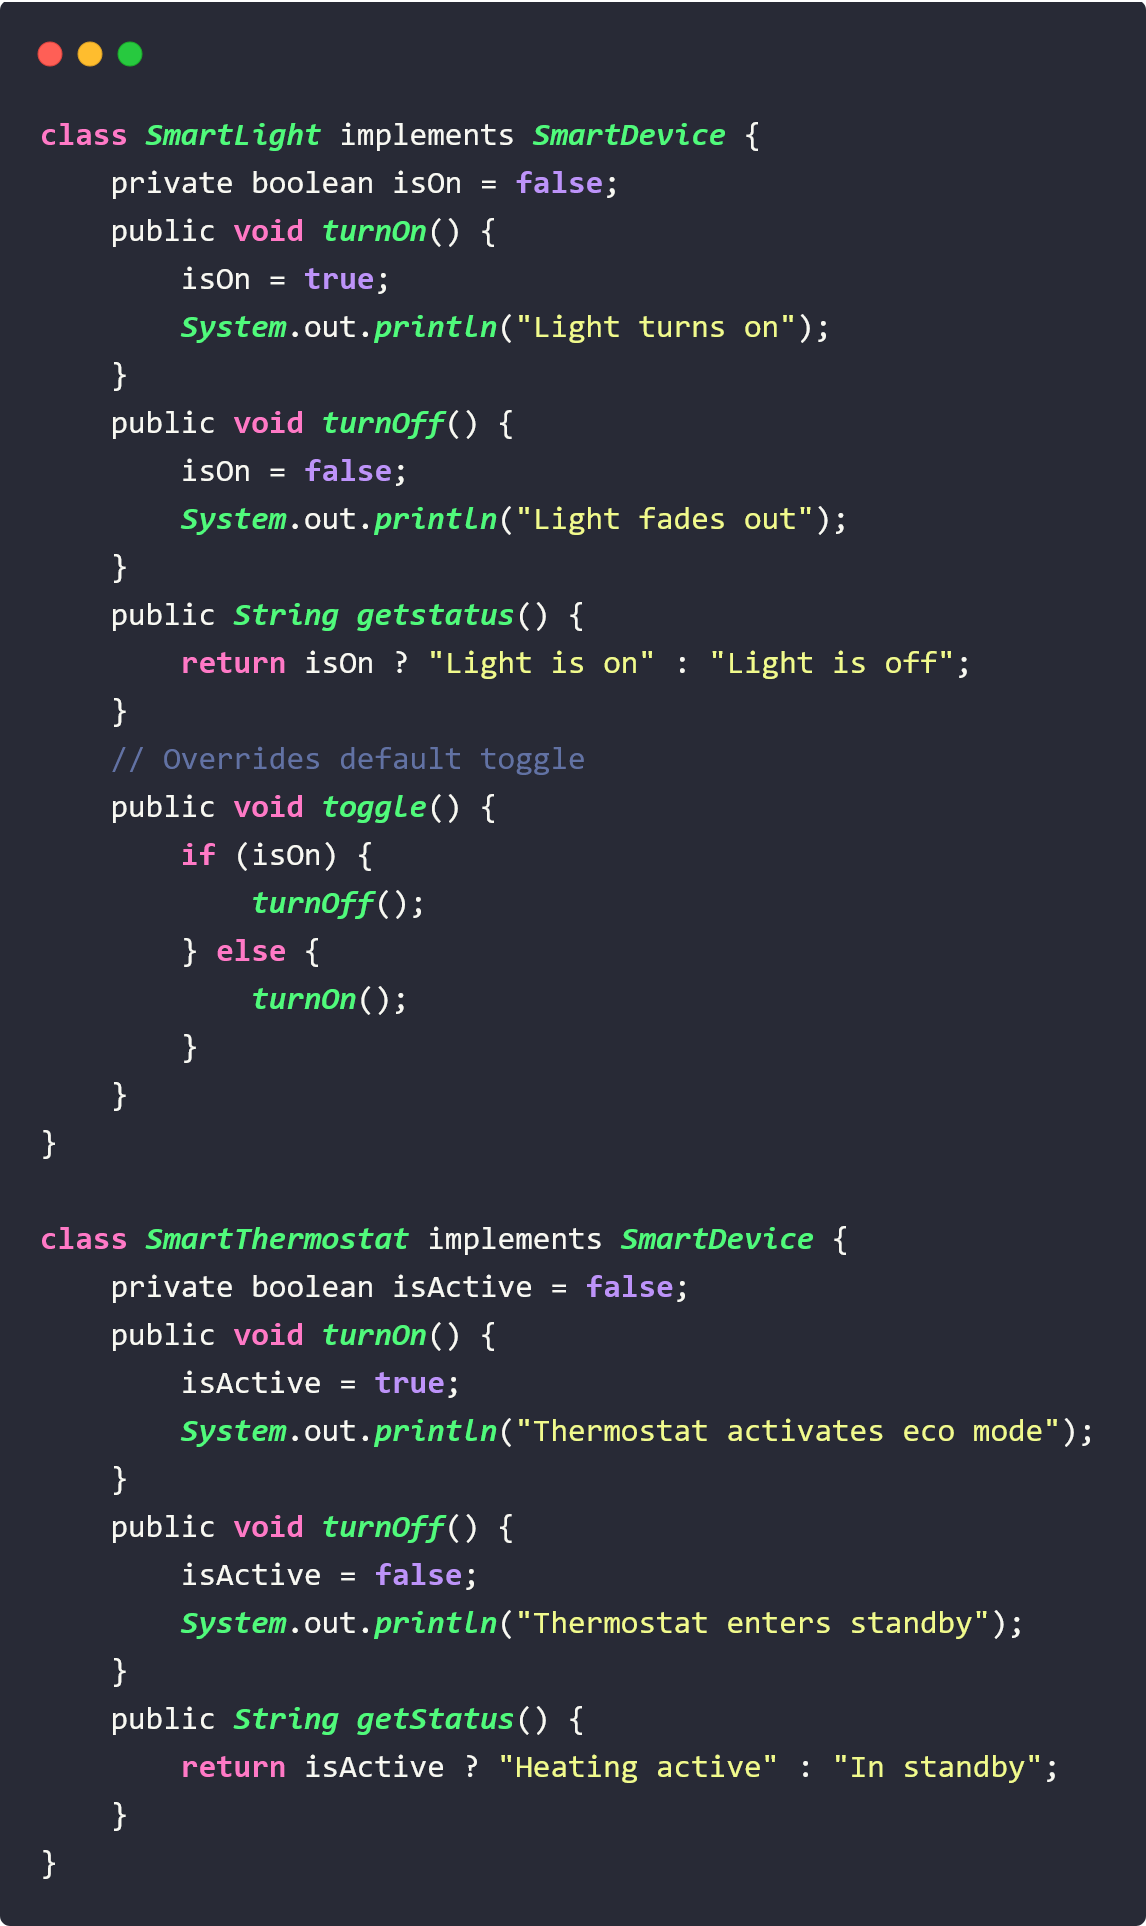 class SmartLight implements SmartDevice {
    private boolean isOn = false;
    public void turnOn() {
        isOn = true;
        System.out.println("Light turns on");
    }
    public void turnOff() {
        isOn = false;
        System.out.println("Light fades out");
    }
    public String getstatus() {
        return isOn ? "Light is on" : "Light is off";
    }
    // Overrides default toggle
    public void toggle() {
        if (isOn) {
            turnOff();
        } else {
            turnOn();
        }
    }
}

class SmartThermostat implements SmartDevice {
    private boolean isActive = false;
    public void turnOn() {
        isActive = true;
        System.out.println("Thermostat activates eco mode");
    }
    public void turnOff() {
        isActive = false;
        System.out.println("Thermostat enters standby");
    }
    public String getStatus() {
        return isActive ? "Heating active" : "In standby";
    }
}